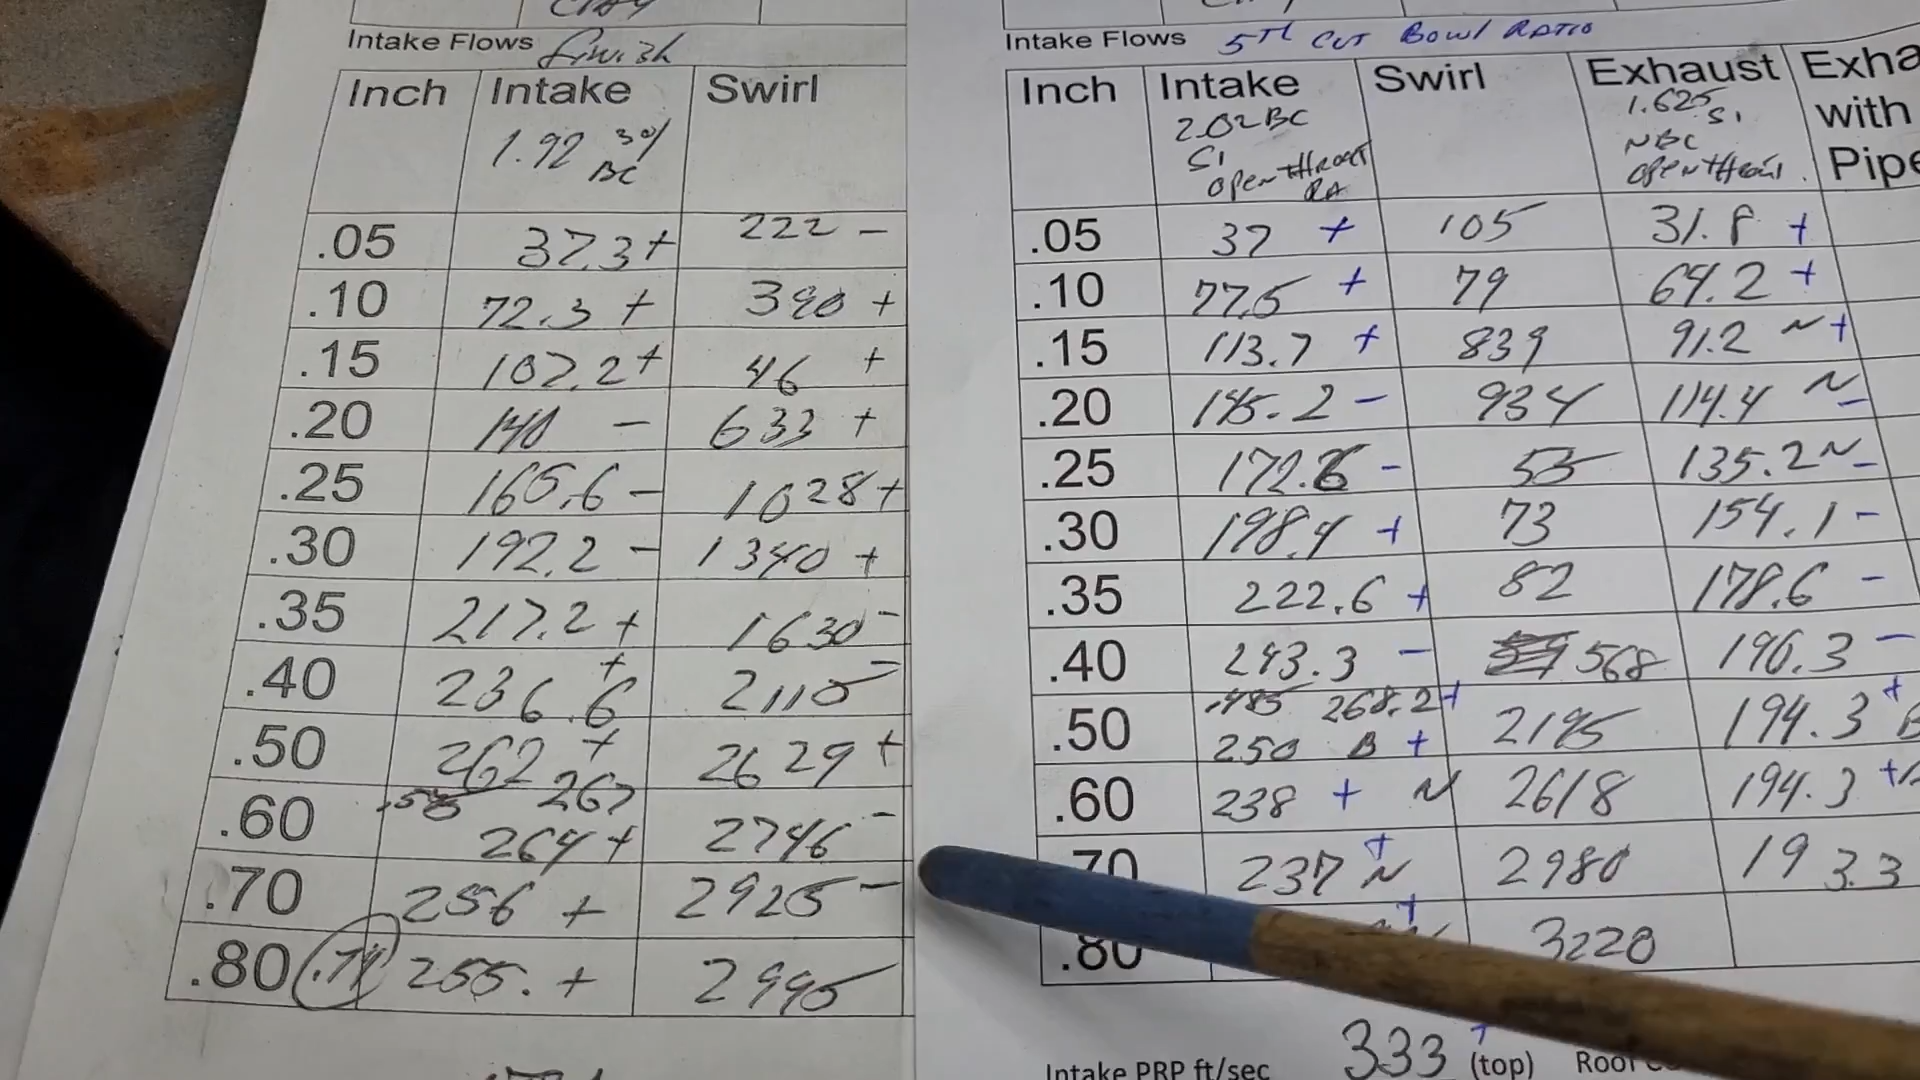 Intake Flows finish
Inch Intake Swirl
1.92 30/
BC
.05 37.3+ 222 -
.10 72.3 + 390 +
.15 107.2+ 46 +
.20 140 - 633 +
.25 165.6 - 1028+
.30 192.2 - 1340 +
.35 217.2 + 1630 -
.40 236.6 + 2110 -
.50 262 + 2629 +
267
.60 264 + 2746 -
.70 256 + 2925 -
.80 255. + 2995
Intake Flows 5TH CUT BOWL RATIO
Inch Intake Swirl Exhaust Exha
2.02 BC 1.625 with
SI SI Pipe
open throat NBC
RA open throat
.05 37 + 105 31.8 +
.10 77.5 + 79 64.2 +
.15 113.7 + 839 91.2 ~ +
.20 145.2 - 934 114.4 ~ -
.25 172.6 - 55 135.2 ~ -
.30 198.4 + 73 154.1 -
.35 222.6 + 82 178.6 -
.40 243.3 - 568 190.3 -
.485 268.2 +
.50 250 B + 2195 194.3 + B
.60 238 + N 2618 194.3 +
.70 237 + N 2980 193.3
.80 + 3220
Intake PRP ft/sec 333 + (top)